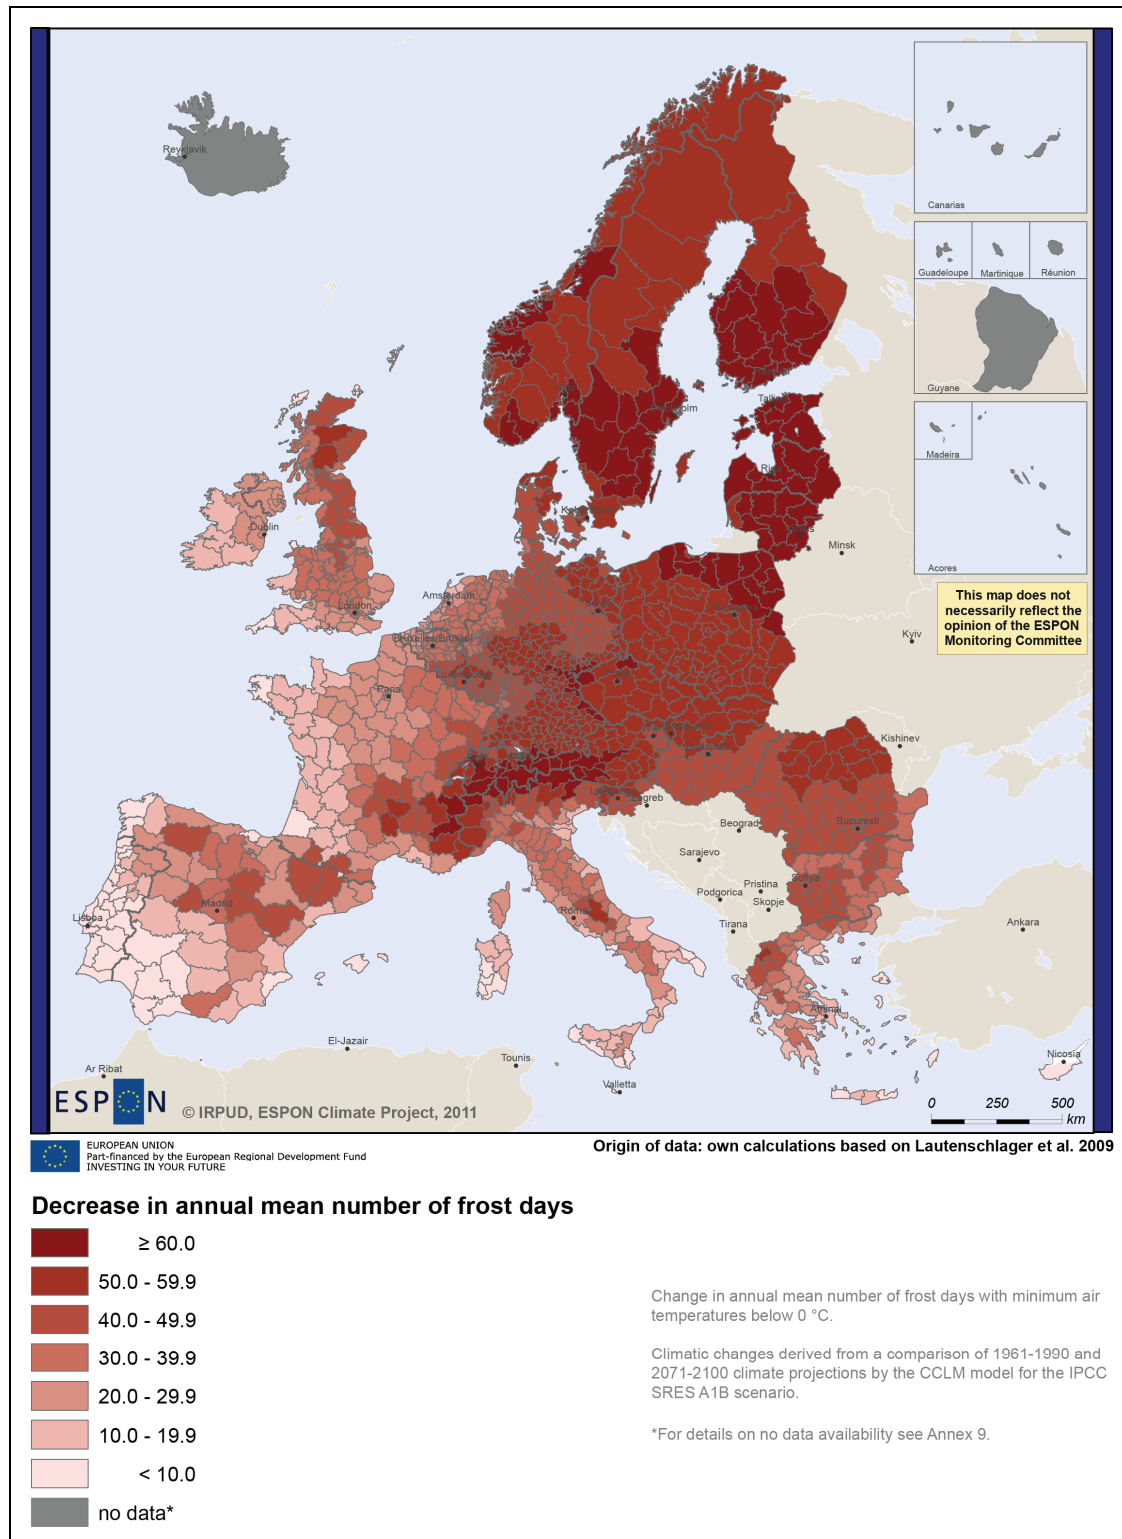 Reykjavik
Canarias
Guadeloupe
Martinique
Réunion
Guyane
Madeira
Acores
This map does not
necessarily reflect the
opinion of the ESPON
Monitoring Committee
Minsk
Dublin
London
Amsterdam
Bruxelles/Brussel
Luxembourg
Paris
Kyiv
Kishinev
Zagreb
Beograd
Bucuresti
Sarajevo
Pristina
Sofiya
Podgorica
Skopje
Tirana
Roma
Madrid
Lisboa
Ankara
Athinai
El-Jazair
Tounis
Ar Ribat
Valletta
Nicosia
ESPON
© IRPUD, ESPON Climate Project, 2011
0 250 500
km
EUROPEAN UNION
Part-financed by the European Regional Development Fund
INVESTING IN YOUR FUTURE
Origin of data: own calculations based on Lautenschlager et al. 2009
Decrease in annual mean number of frost days
≥ 60.0
50.0 - 59.9
40.0 - 49.9
30.0 - 39.9
20.0 - 29.9
10.0 - 19.9
< 10.0
no data*
Change in annual mean number of frost days with minimum air
temperatures below 0 °C.
Climatic changes derived from a comparison of 1961-1990 and
2071-2100 climate projections by the CCLM model for the IPCC
SRES A1B scenario.
*For details on no data availability see Annex 9.